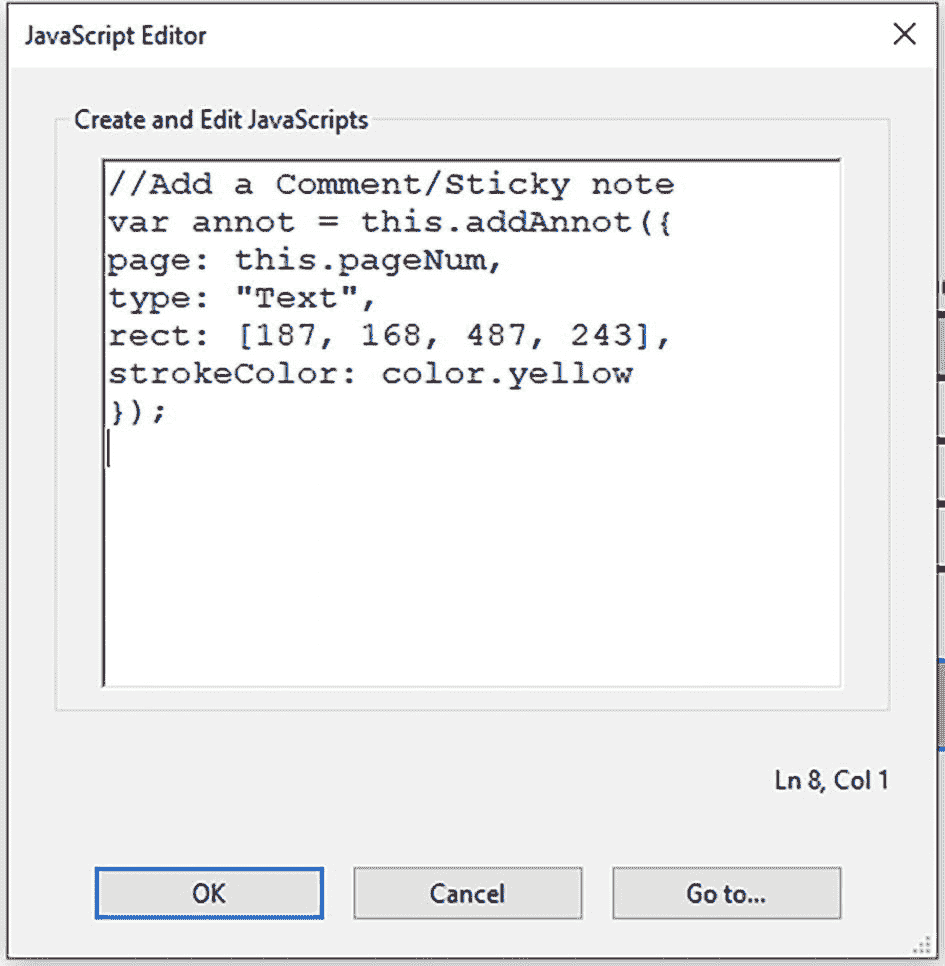 JavaScript Editor
Create and Edit JavaScripts
//Add a Comment/Sticky note
var annot = this.addAnnot({
page: this.pageNum,
type: "Text",
rect: [187, 168, 487, 243],
strokeColor: color.yellow
});
Ln 8, Col 1
OK
Cancel
Go to...